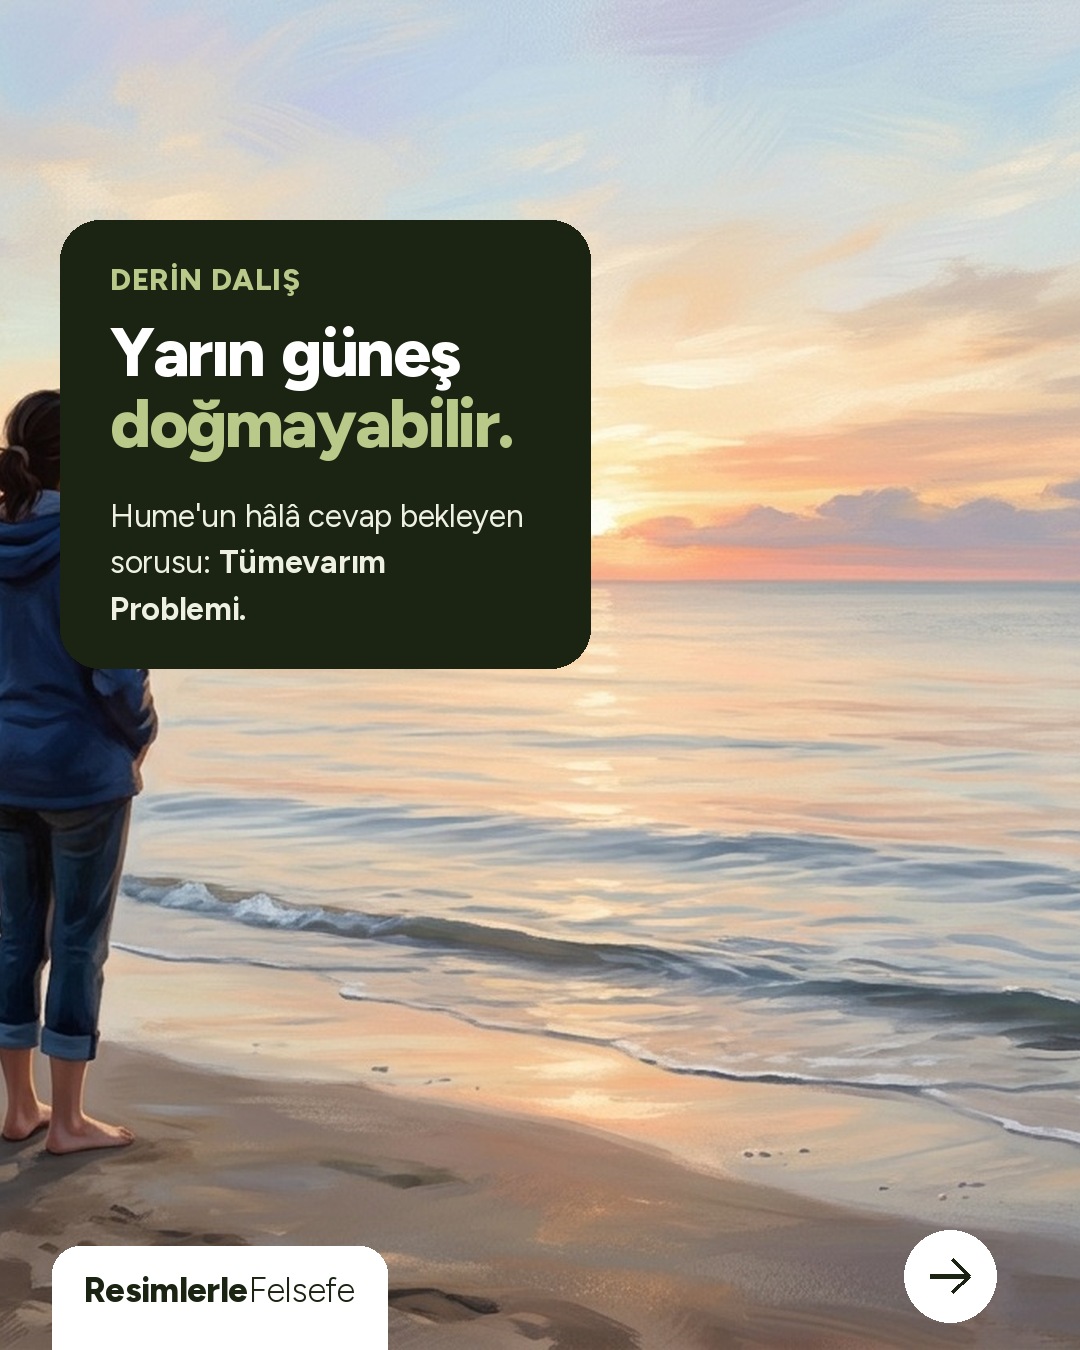 DERİN DALIŞ
Yarın güneş
doğmayabilir.
Hume'un hâlâ cevap bekleyen
sorusu: Tümevarım
Problemi.
ResimlerleFelsefe